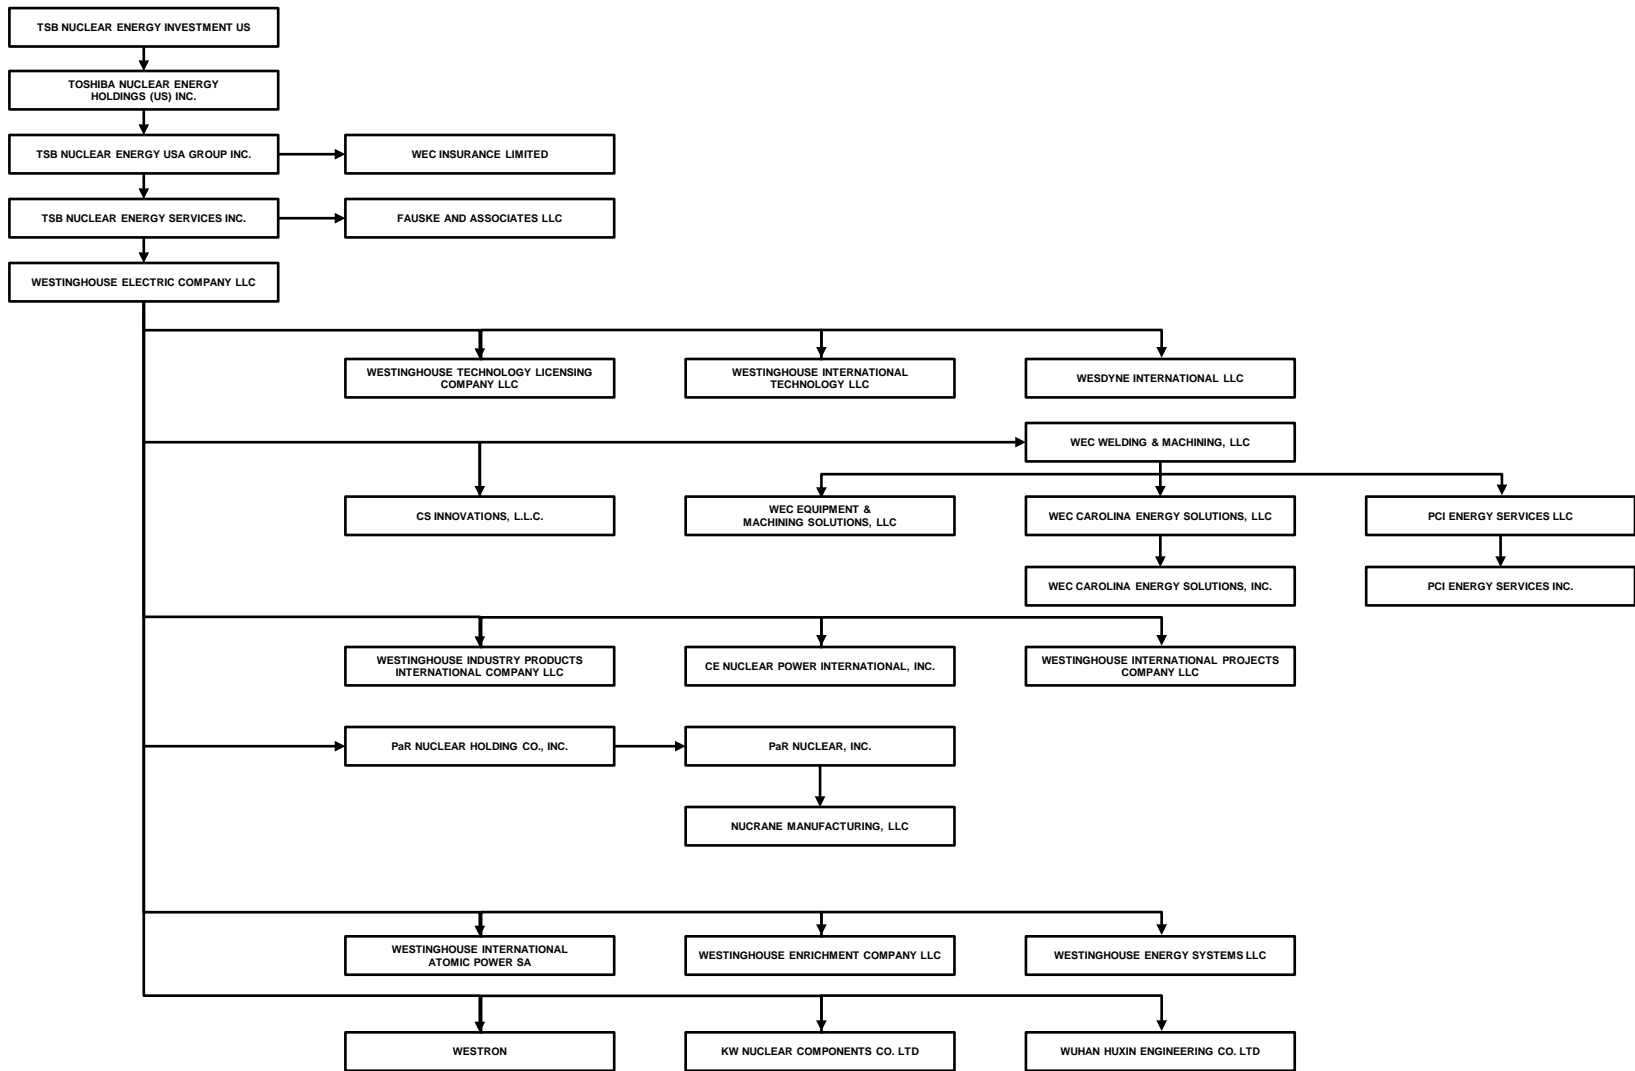 TSB NUCLEAR ENERGY INVESTMENT US
TOSHIBA NUCLEAR ENERGY
HOLDINGS (US) INC.
TSB NUCLEAR ENERGY USA GROUP INC.
WEC INSURANCE LIMITED
TSB NUCLEAR ENERGY SERVICES INC.
FAUSKE AND ASSOCIATES LLC
WESTINGHOUSE ELECTRIC COMPANY LLC
WESTINGHOUSE TECHNOLOGY LICENSING
COMPANY LLC
WESTINGHOUSE INTERNATIONAL
TECHNOLOGY LLC
WESDYNE INTERNATIONAL LLC
WEC WELDING & MACHINING, LLC
CS INNOVATIONS, L.L.C.
WEC EQUIPMENT &
MACHINING SOLUTIONS, LLC
WEC CAROLINA ENERGY SOLUTIONS, LLC
PCI ENERGY SERVICES LLC
WEC CAROLINA ENERGY SOLUTIONS, INC.
PCI ENERGY SERVICES INC.
WESTINGHOUSE INDUSTRY PRODUCTS
INTERNATIONAL COMPANY LLC
CE NUCLEAR POWER INTERNATIONAL, INC.
WESTINGHOUSE INTERNATIONAL PROJECTS
COMPANY LLC
PaR NUCLEAR HOLDING CO., INC.
PaR NUCLEAR, INC.
NUCRANE MANUFACTURING, LLC
WESTINGHOUSE INTERNATIONAL
ATOMIC POWER SA
WESTINGHOUSE ENRICHMENT COMPANY LLC
WESTINGHOUSE ENERGY SYSTEMS LLC
WESTRON
KW NUCLEAR COMPONENTS CO. LTD
WUHAN HUXIN ENGINEERING CO. LTD